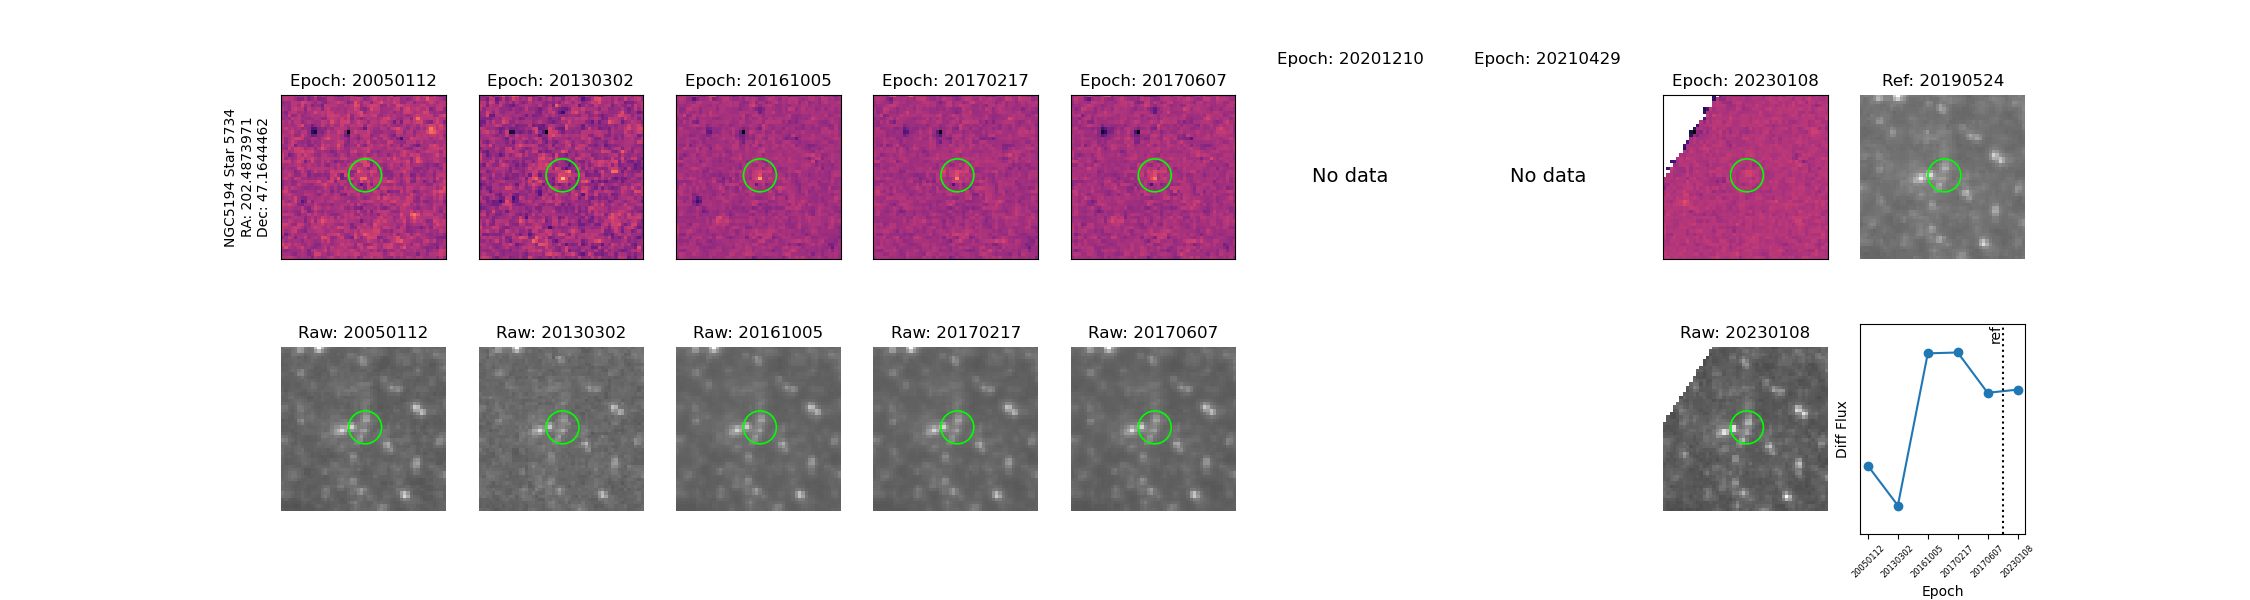 Epoch: 20050112
Epoch: 20130302
Epoch: 20161005
Epoch: 20170217
Epoch: 20170607
Epoch: 20201210
Epoch: 20210429
Epoch: 20230108
Ref: 20190524
NGC5194 Star 5734
RA: 202.4873971
Dec: 47.1644462
No data
No data
Raw: 20050112
Raw: 20130302
Raw: 20161005
Raw: 20170217
Raw: 20170607
Raw: 20230108
ref
Diff Flux
20050112
20130302
20161005
20170217
20170607
20230108
Epoch